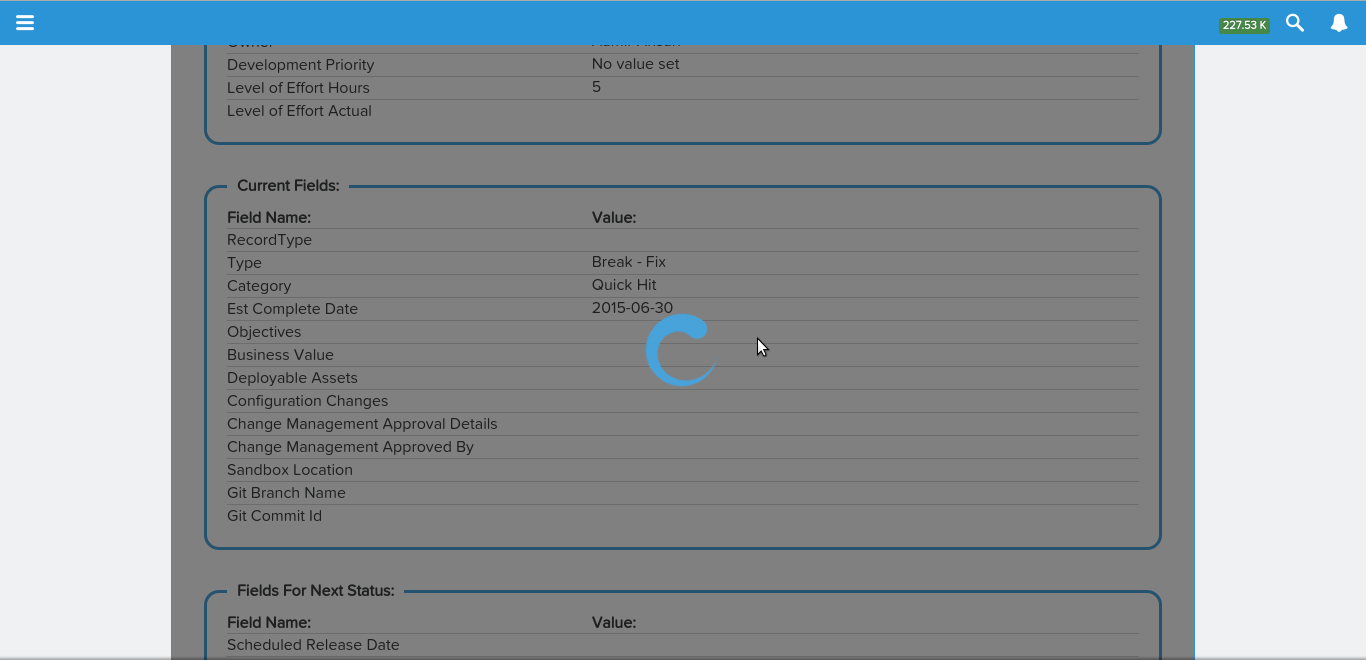 227.53 K
Development Priority No value set
Level of Effort Hours 5
Level of Effort Actual
Current Fields:
Field Name: Value:
RecordType
Type Break - Fix
Category Quick Hit
Est Complete Date 2015-06-30
Objectives
Business Value
Deployable Assets
Configuration Changes
Change Management Approval Details
Change Management Approved By
Sandbox Location
Git Branch Name
Git Commit Id
Fields For Next Status:
Field Name: Value:
Scheduled Release Date